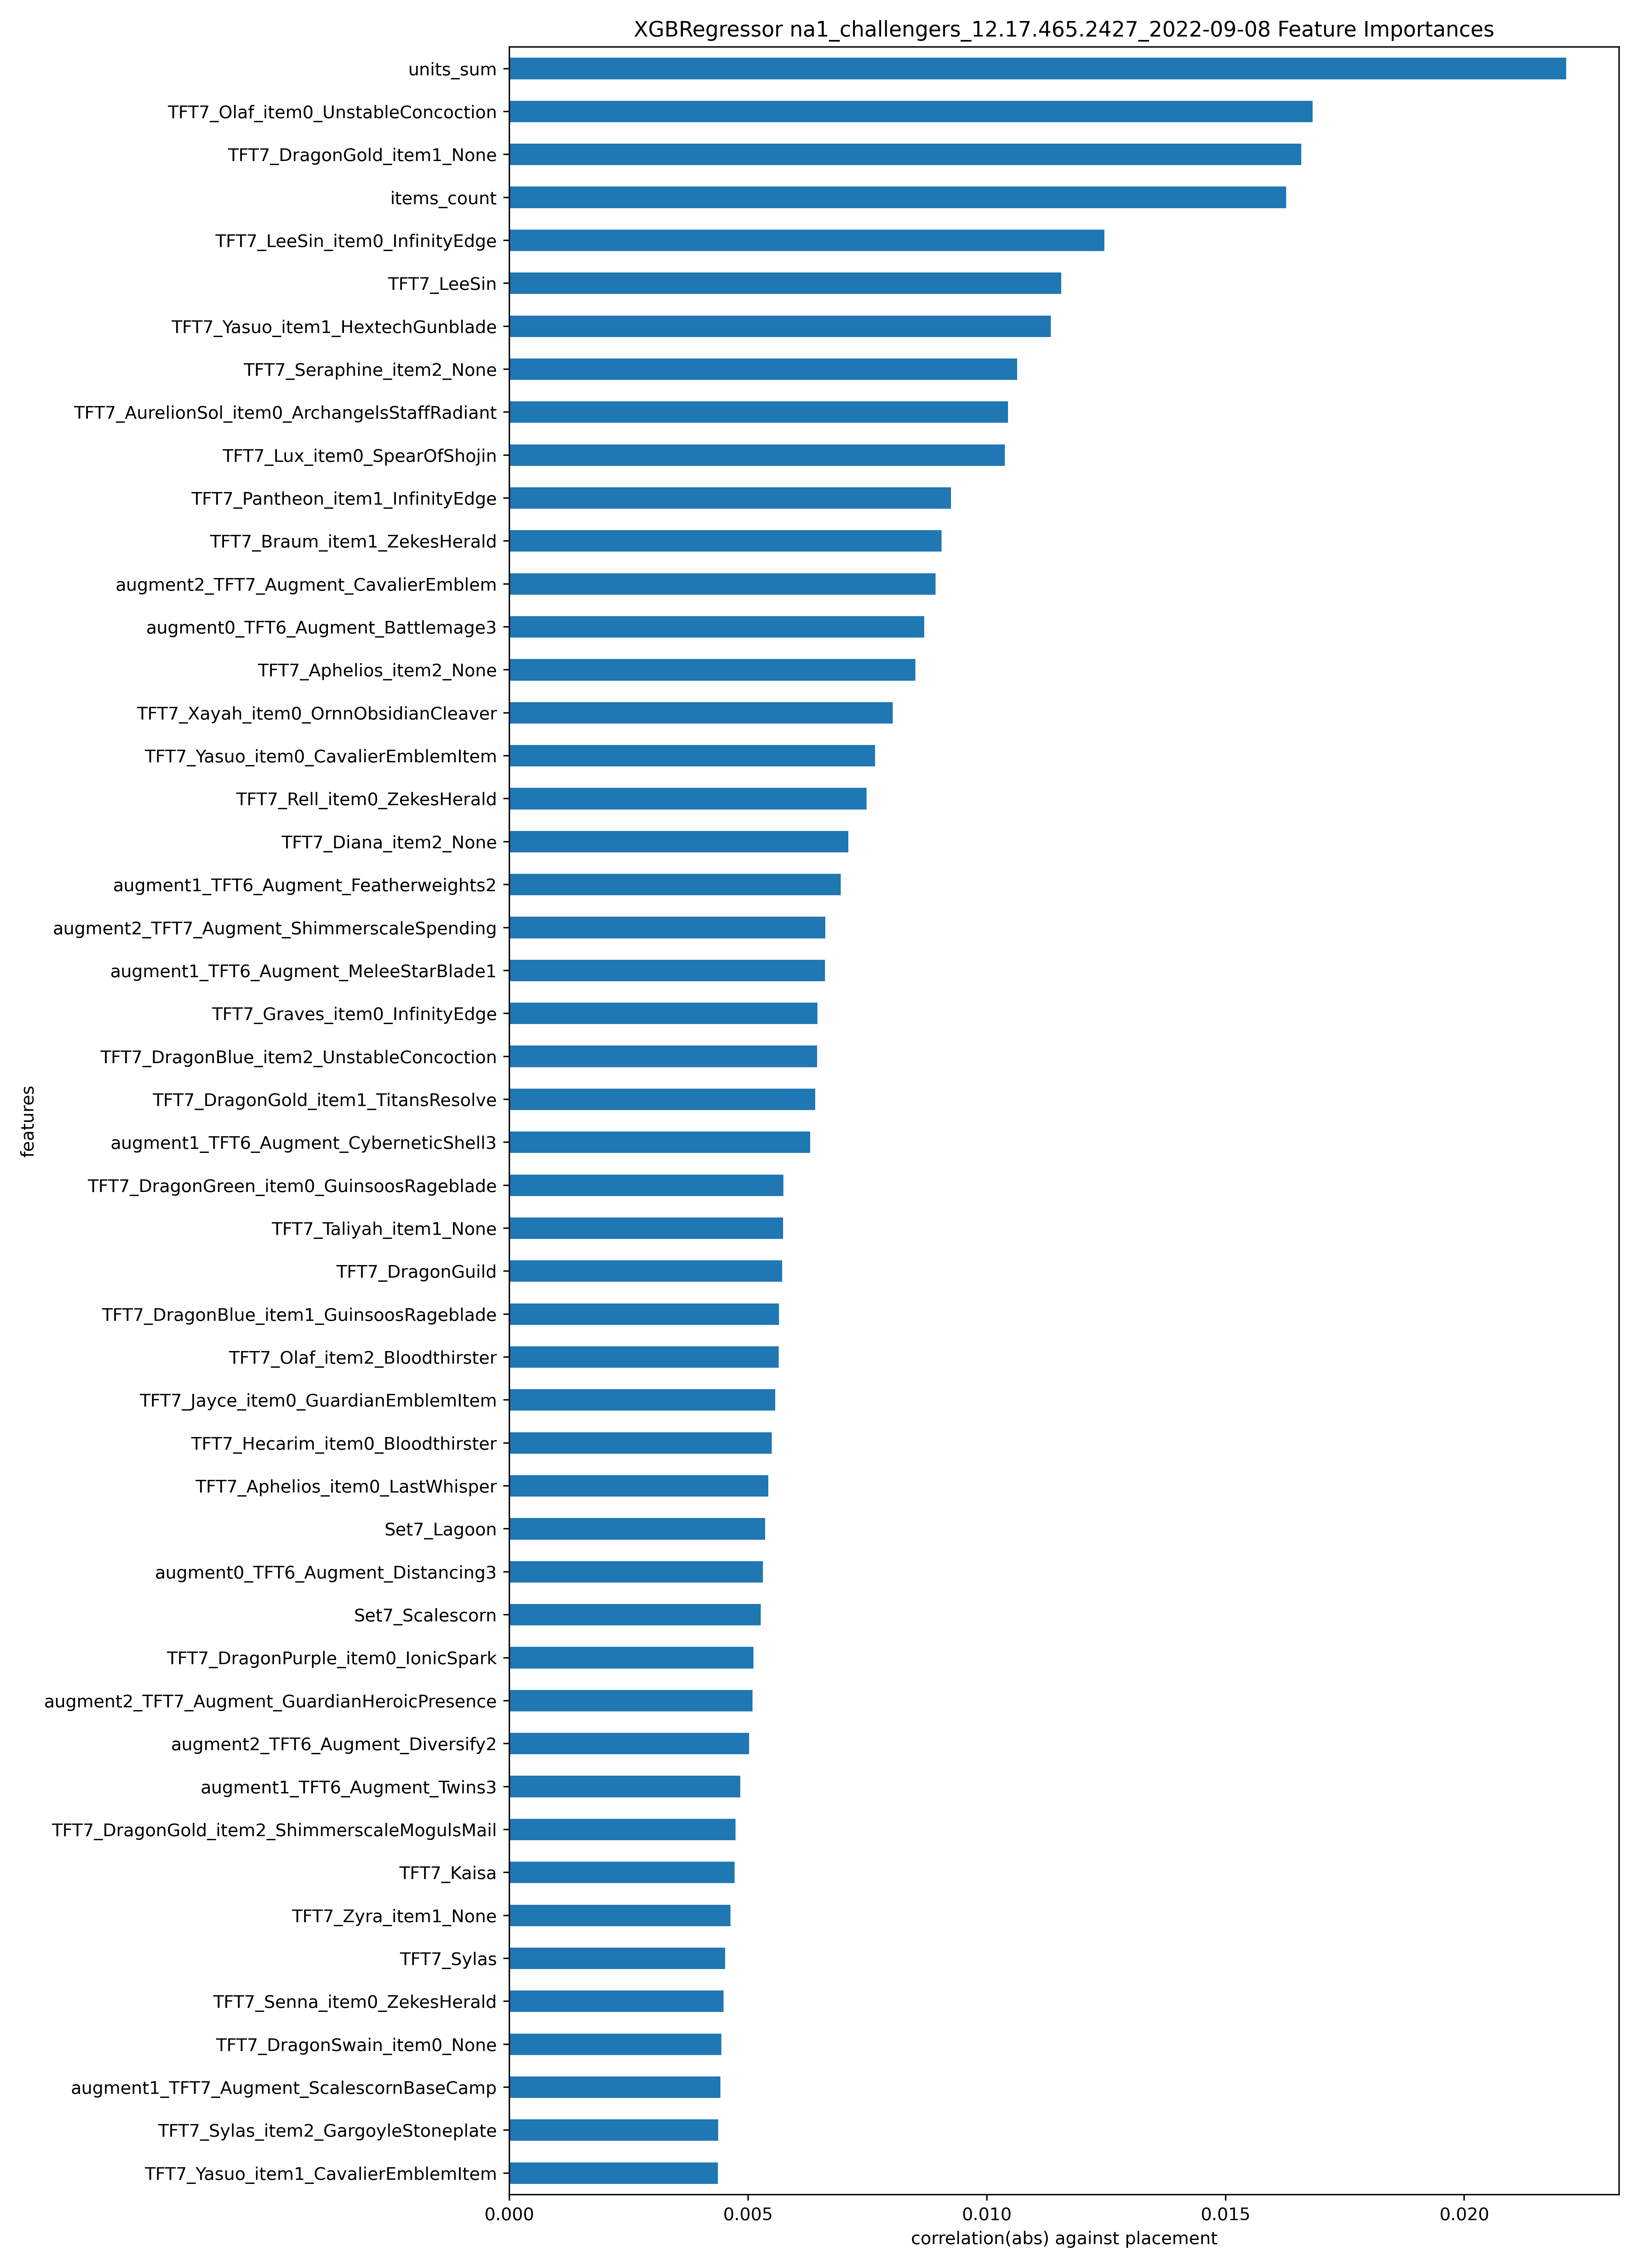 XGBRegressor na1_challengers_12.17.465.2427_2022-09-08 Feature Importances
units_sum
TFT7_Olaf_item0_UnstableConcoction
TFT7_DragonGold_item1_None
items_count
TFT7_LeeSin_item0_InfinityEdge
TFT7_LeeSin
TFT7_Yasuo_item1_HextechGunblade
TFT7_Seraphine_item2_None
TFT7_AurelionSol_item0_ArchangelsStaffRadiant
TFT7_Lux_item0_SpearOfShojin
TFT7_Pantheon_item1_InfinityEdge
TFT7_Braum_item1_ZekesHerald
augment2_TFT7_Augment_CavalierEmblem
augment0_TFT6_Augment_Battlemage3
TFT7_Aphelios_item2_None
TFT7_Xayah_item0_OrnnObsidianCleaver
TFT7_Yasuo_item0_CavalierEmblemItem
TFT7_Rell_item0_ZekesHerald
TFT7_Diana_item2_None
augment1_TFT6_Augment_Featherweights2
augment2_TFT7_Augment_ShimmerscaleSpending
augment1_TFT6_Augment_MeleeStarBlade1
TFT7_Graves_item0_InfinityEdge
TFT7_DragonBlue_item2_UnstableConcoction
TFT7_DragonGold_item1_TitansResolve
augment1_TFT6_Augment_CyberneticShell3
TFT7_DragonGreen_item0_GuinsoosRageblade
TFT7_Taliyah_item1_None
TFT7_DragonGuild
TFT7_DragonBlue_item1_GuinsoosRageblade
TFT7_Olaf_item2_Bloodthirster
TFT7_Jayce_item0_GuardianEmblemItem
TFT7_Hecarim_item0_Bloodthirster
TFT7_Aphelios_item0_LastWhisper
Set7_Lagoon
augment0_TFT6_Augment_Distancing3
Set7_Scalescorn
TFT7_DragonPurple_item0_IonicSpark
augment2_TFT7_Augment_GuardianHeroicPresence
augment2_TFT6_Augment_Diversify2
augment1_TFT6_Augment_Twins3
TFT7_DragonGold_item2_ShimmerscaleMogulsMail
TFT7_Kaisa
TFT7_Zyra_item1_None
TFT7_Sylas
TFT7_Senna_item0_ZekesHerald
TFT7_DragonSwain_item0_None
augment1_TFT7_Augment_ScalescornBaseCamp
TFT7_Sylas_item2_GargoyleStoneplate
TFT7_Yasuo_item1_CavalierEmblemItem
features
0.000 0.005 0.010 0.015 0.020
correlation(abs) against placement